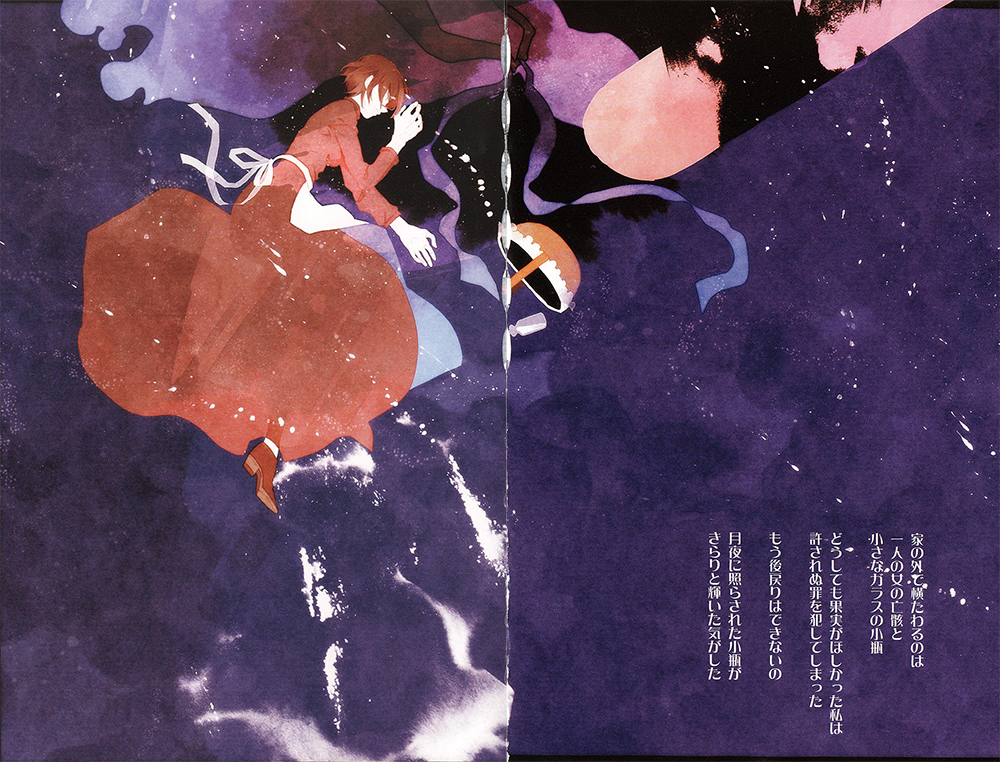 家の外で横たわるのは
一人の女の亡骸と
小さなガラスの小瓶
どうしても果実がほしかった私は
許されぬ罪を犯してしまった
もう後戻りはできないの
月夜に照らされた小瓶が
きらりと輝いた気がした